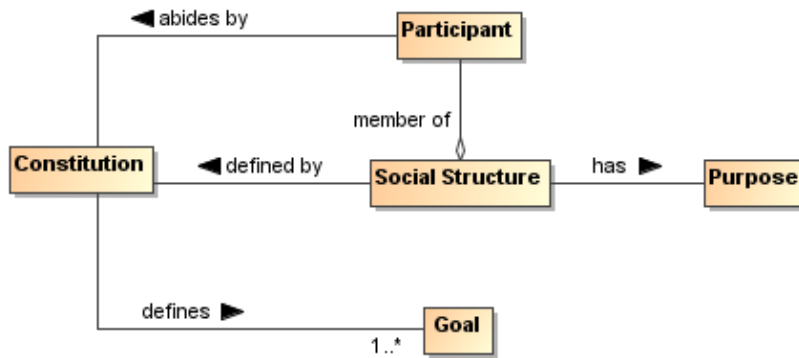 abides by
Participant
member of
Constitution
defined by
Social Structure
has
Purpose
defines
1..*
Goal